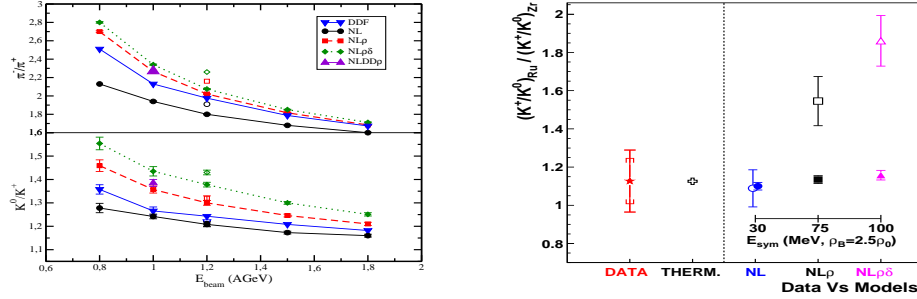 π⁻/π⁺
2,8
2,6
2,4
2,2
2
1,8
1,6
DDF
NL
NLρ
NLρδ
NLDDρ
K⁰/K⁺
1,5
1,4
1,3
1,2
1,1
0,6 0,8 1 1,2 1,4 1,6 1,8 2
E_beam (AGeV)
(K⁺/K⁰)_Ru / (K⁺/K⁰)_Zr
2
1.8
1.6
1.4
1.2
1
0.8
30 75 100
E_sym (MeV, ρ_B=2.5ρ_0)
DATA THERM. NL NLρ NLρδ
Data Vs Models